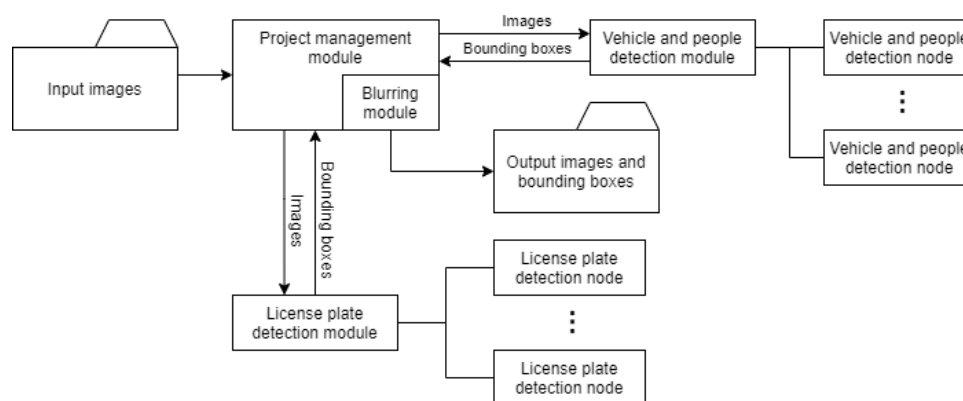 Input images
Project management
module
Blurring
module
Images
Bounding boxes
Vehicle and people
detection module
Vehicle and people
detection node
Vehicle and people
detection node
Output images and
bounding boxes
Images
Bounding boxes
License plate
detection module
License plate
detection node
License plate
detection node